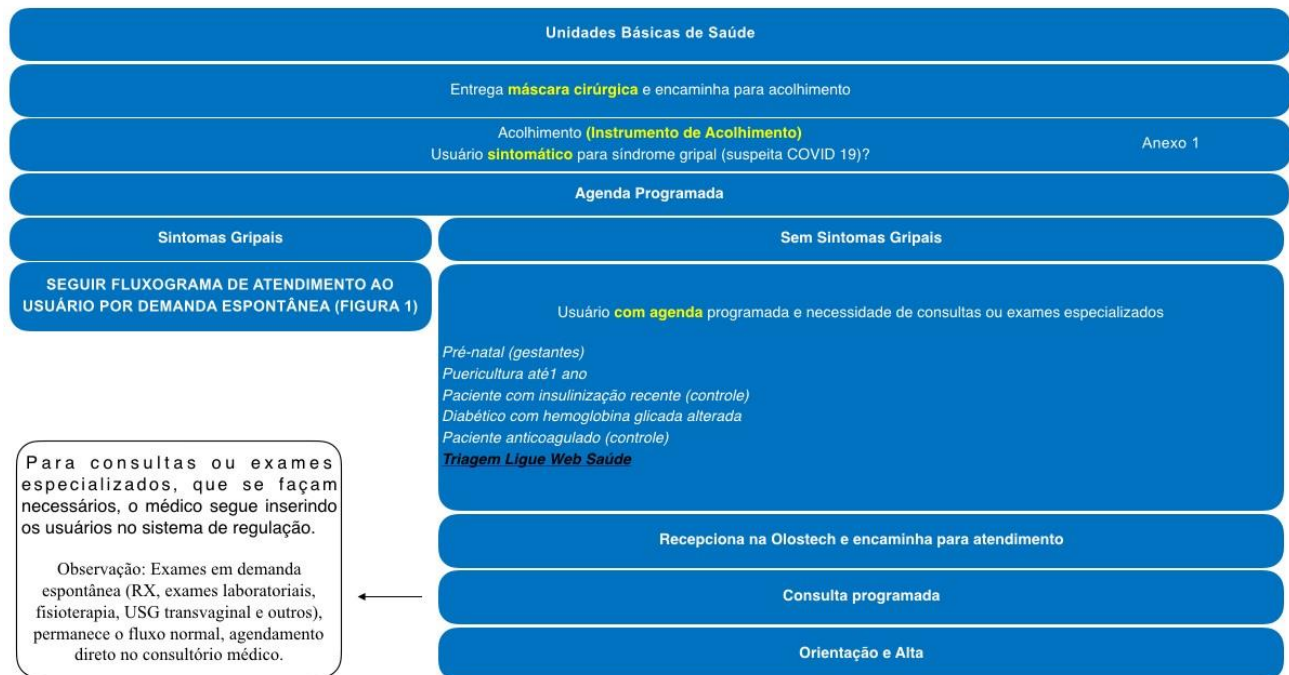 Unidades Básicas de Saúde
Entrega máscara cirúrgica e encaminha para acolhimento
Acolhimento (Instrumento de Acolhimento)
Usuário sintomático para síndrome gripal (suspeita COVID 19)?
Anexo 1
Agenda Programada
Sintomas Gripais
Sem Sintomas Gripais
SEGUIR FLUXOGRAMA DE ATENDIMENTO AO
USUÁRIO POR DEMANDA ESPONTÂNEA (FIGURA 1)
Usuário com agenda programada e necessidade de consultas ou exames especializados
Pré-natal (gestantes)
Puericultura até1 ano
Paciente com insulinização recente (controle)
Diabético com hemoglobina glicada alterada
Paciente anticoagulado (controle)
Triagem Ligue Web Saúde
Para consultas ou exames
especializados, que se façam
necessários, o médico segue inserindo
os usuários no sistema de regulação.
Observação: Exames em demanda
espontânea (RX, exames laboratoriais,
fisioterapia, USG transvaginal e outros),
permanece o fluxo normal, agendamento
direto no consultório médico.
Recepciona na Olostech e encaminha para atendimento
Consulta programada
Orientação e Alta